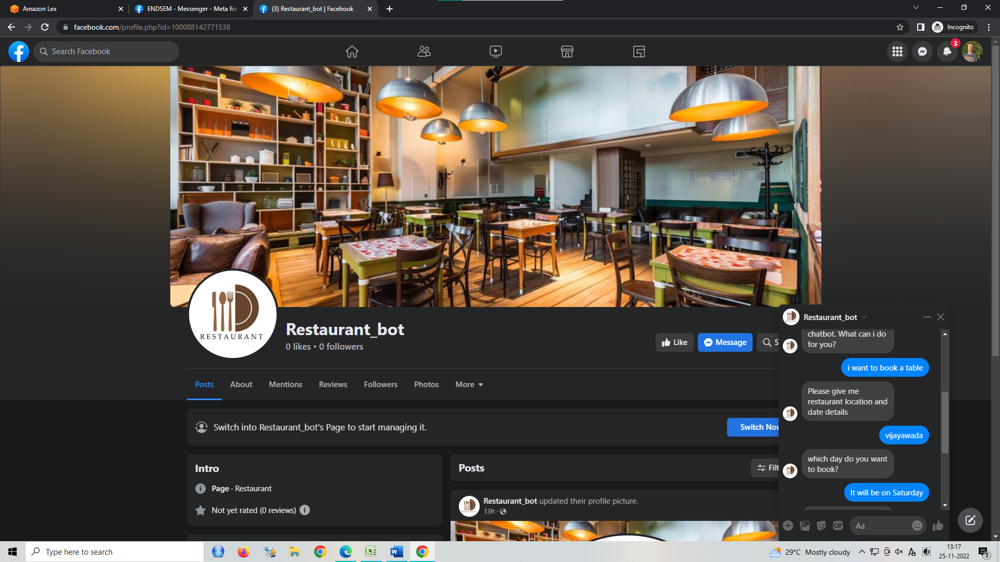 Amazon Lex
ENDSEM - Messenger - Meta for
(3) Restaurant_bot | Facebook
facebook.com/profile.php?id=100088142771538
Incognito
Search Facebook
3
RESTAURANT
Restaurant_bot
0 likes • 0 followers
Like
Message
S
Posts
About
Mentions
Reviews
Followers
Photos
More
Switch into Restaurant_bot's Page to start managing it.
Switch Now
Intro
Page · Restaurant
Not yet rated (0 reviews)
Posts
Filt
Restaurant_bot updated their profile picture.
13h ·
Restaurant_bot
chatbot. What can i do
for you?
i want to book a table
Please give me
restaurant location and
date details
vijayawada
which day do you want
to book?
It will be on Saturday
GIF
Aa
Type here to search
29°C Mostly cloudy
13:17
25-11-2022
3